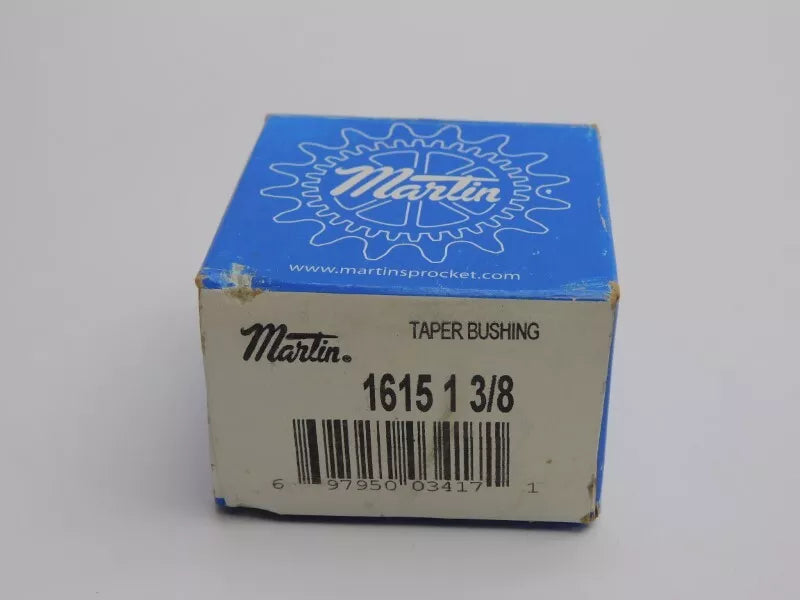 Martin
www.martinsprocket.com
Martin®
TAPER BUSHING
1615 1 3/8
6 97950 03417 1